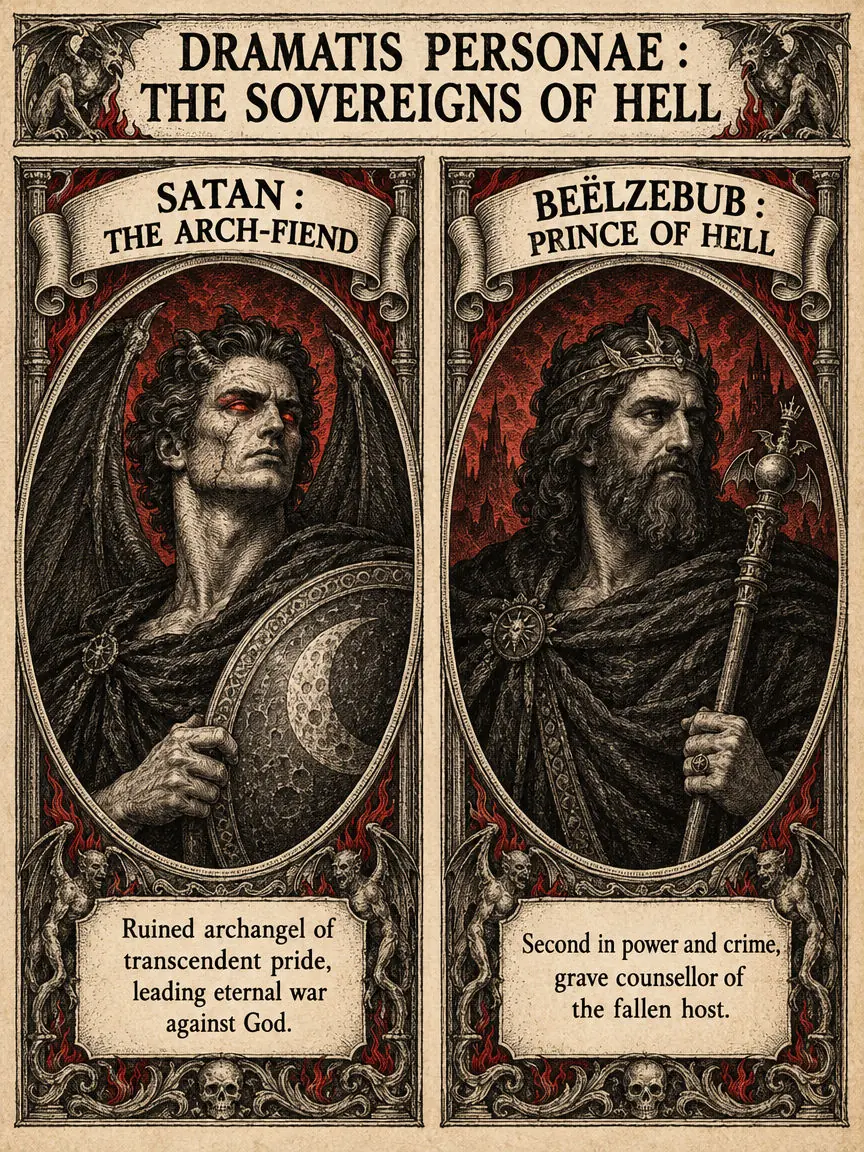 DRAMATIS PERSONAE :
THE SOVEREIGNS OF HELL
SATAN :
THE ARCH-FIEND
Ruined archangel of
transcendent pride,
leading eternal war
against God.
BEËLZEBUB :
PRINCE OF HELL
Second in power and crime,
grave counsellor of
the fallen host.